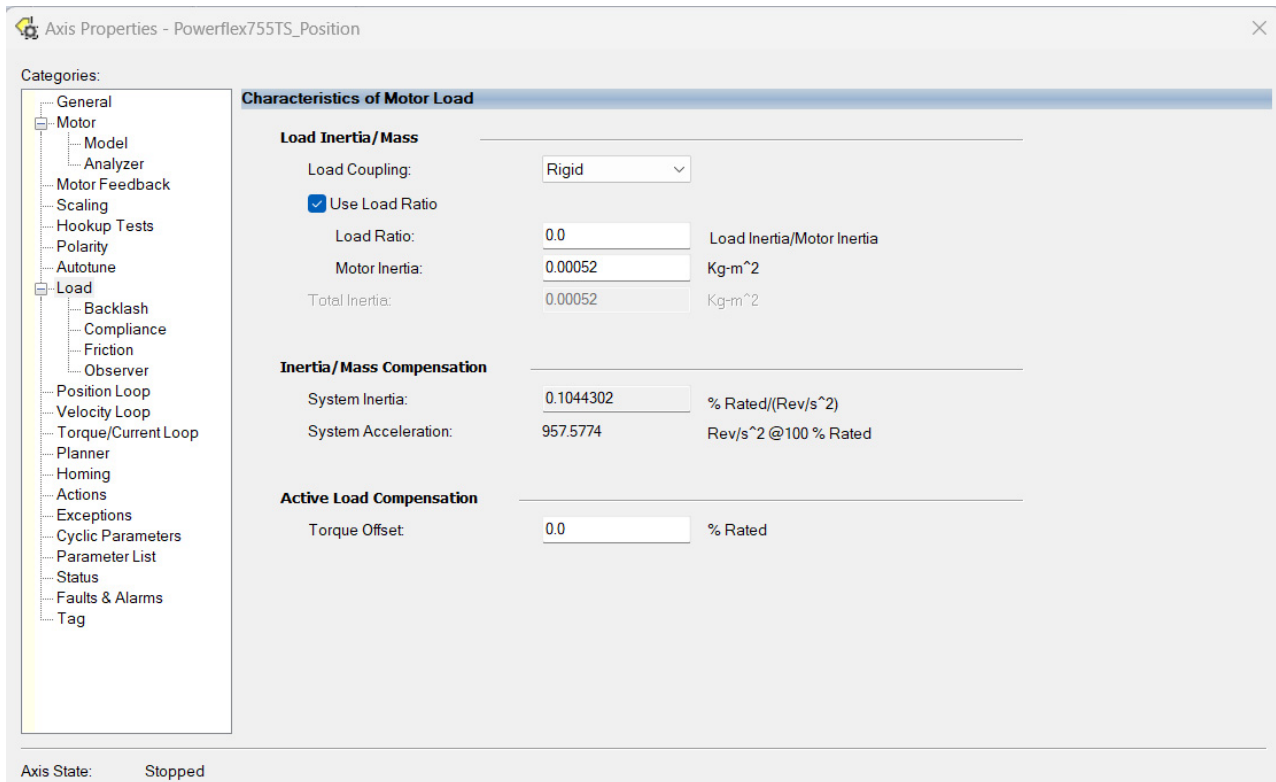 Axis Properties - Powerflex755TS_Position
Categories:
General
Motor
Model
Analyzer
Motor Feedback
Scaling
Hookup Tests
Polarity
Autotune
Load
Backlash
Compliance
Friction
Observer
Position Loop
Velocity Loop
Torque/Current Loop
Planner
Homing
Actions
Exceptions
Cyclic Parameters
Parameter List
Status
Faults & Alarms
Tag
Characteristics of Motor Load
Load Inertia/Mass
Load Coupling: Rigid
Use Load Ratio
Load Ratio: 0.0 Load Inertia/Motor Inertia
Motor Inertia: 0.00052 Kg-m^2
Total Inertia: 0.00052 Kg-m^2
Inertia/Mass Compensation
System Inertia: 0.1044302 % Rated/(Rev/s^2)
System Acceleration: 957.5774 Rev/s^2 @100 % Rated
Active Load Compensation
Torque Offset: 0.0 % Rated
Axis State: Stopped